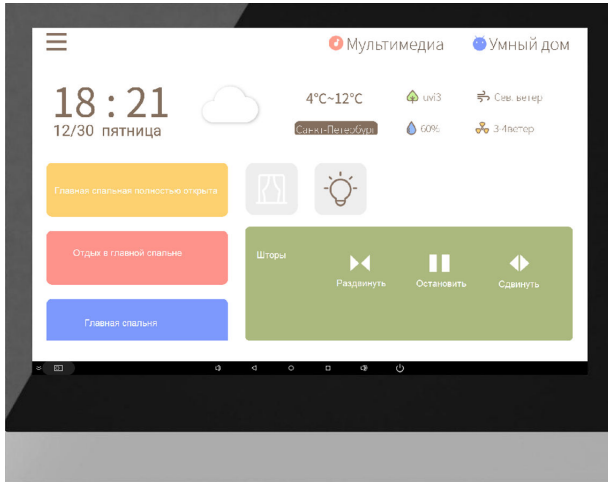 Мультимедиа
Умный дом
18 : 21
12/30 пятница
4°C~12°C
uvi3
Сев. ветер
Санкт-Петербург
60%
3-4ветер
Главная спальная полностью открыта
Отдых в главной спальне
Главная спальня
Шторы
Раздвинуть
Остановить
Сдвинуть